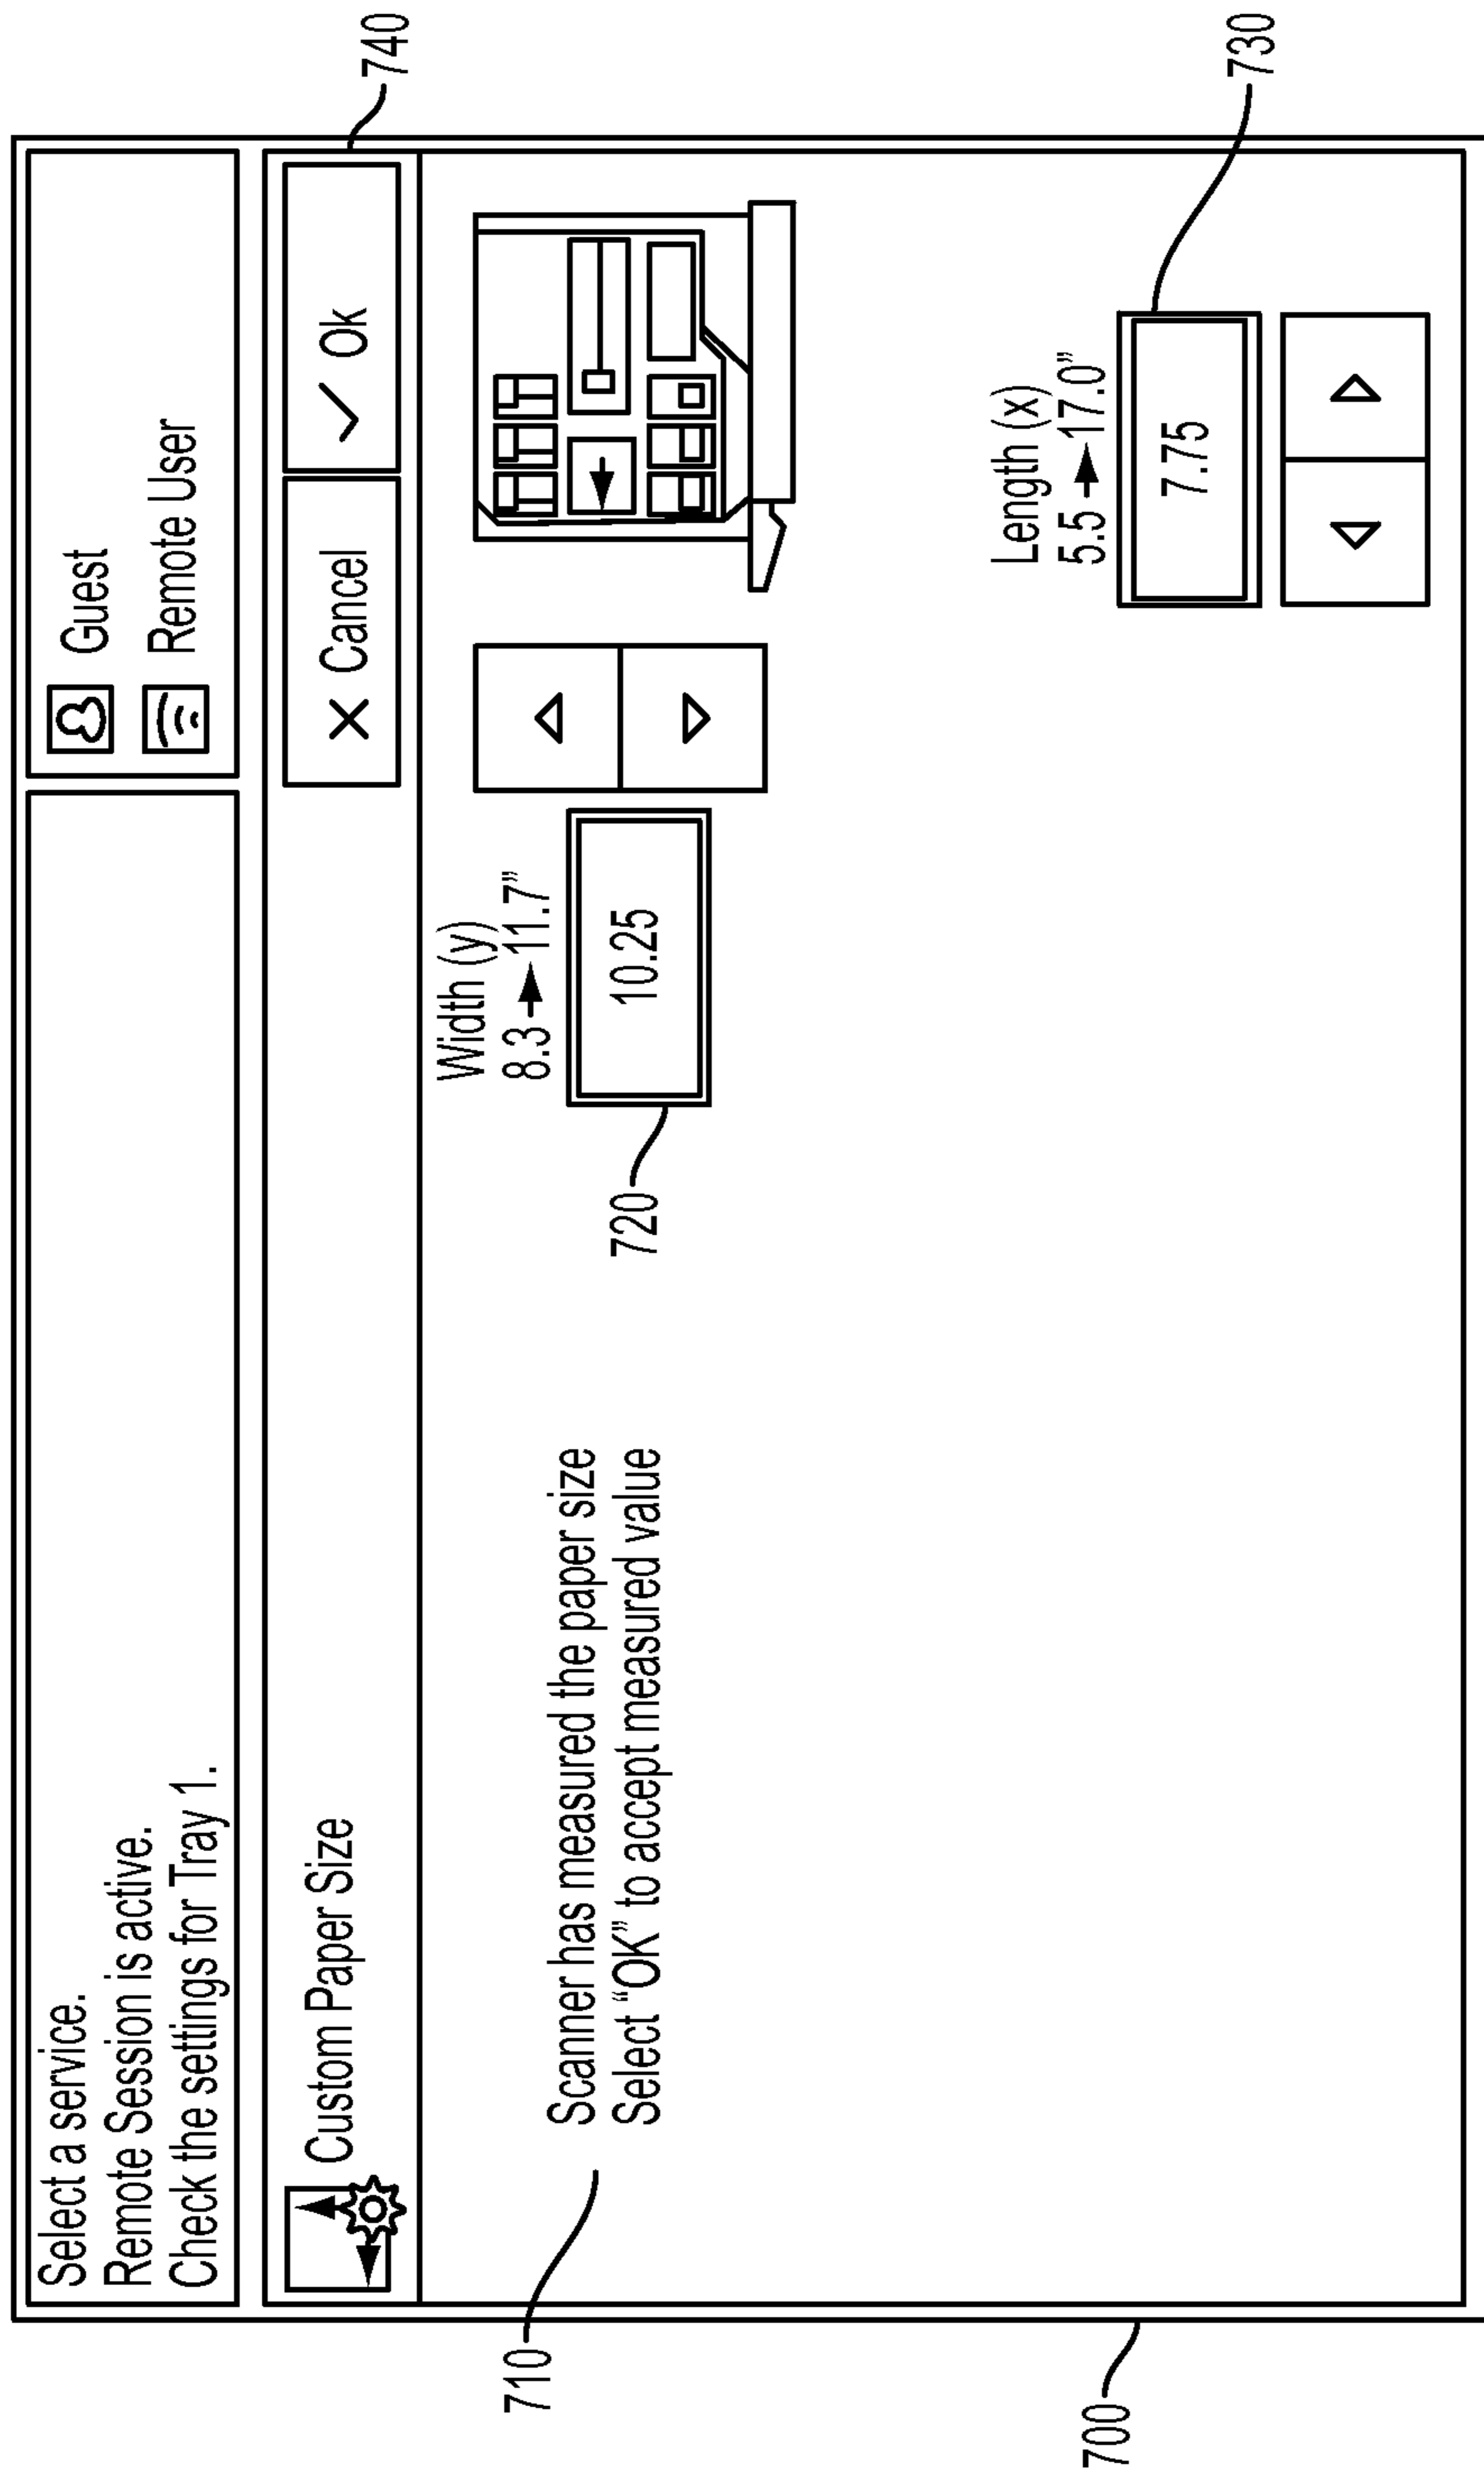 Select a service.
Remote Session is active.
Check the settings for Tray 1.
Guest
Remote User
Custom Paper Size
Cancel
Ok
740
710
Scanner has measured the paper size
Select “OK” to accept measured value
Width (y)
8.3 11.7”
10.25
720
Length (x)
5.5 17.0”
7.75
730
700